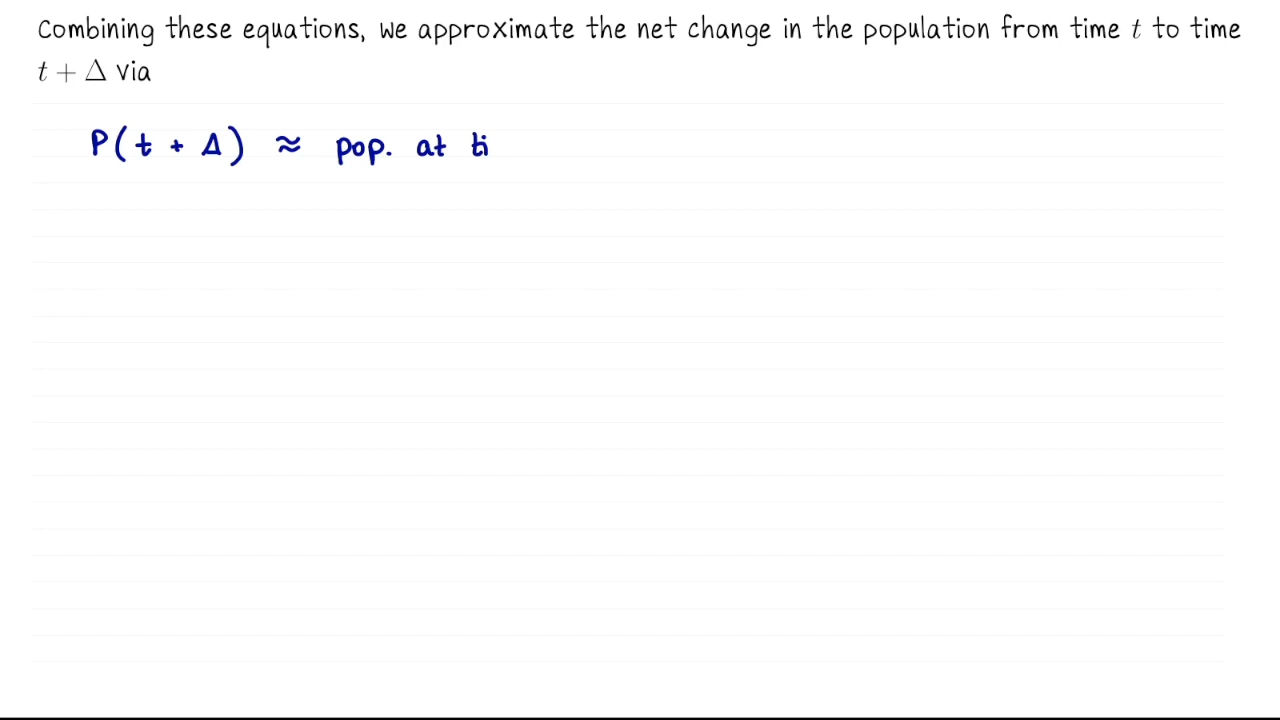 Combining these equations, we approximate the net change in the population from time t to time
t + Δ via
P(t + Δ) ≈ pop. at ti